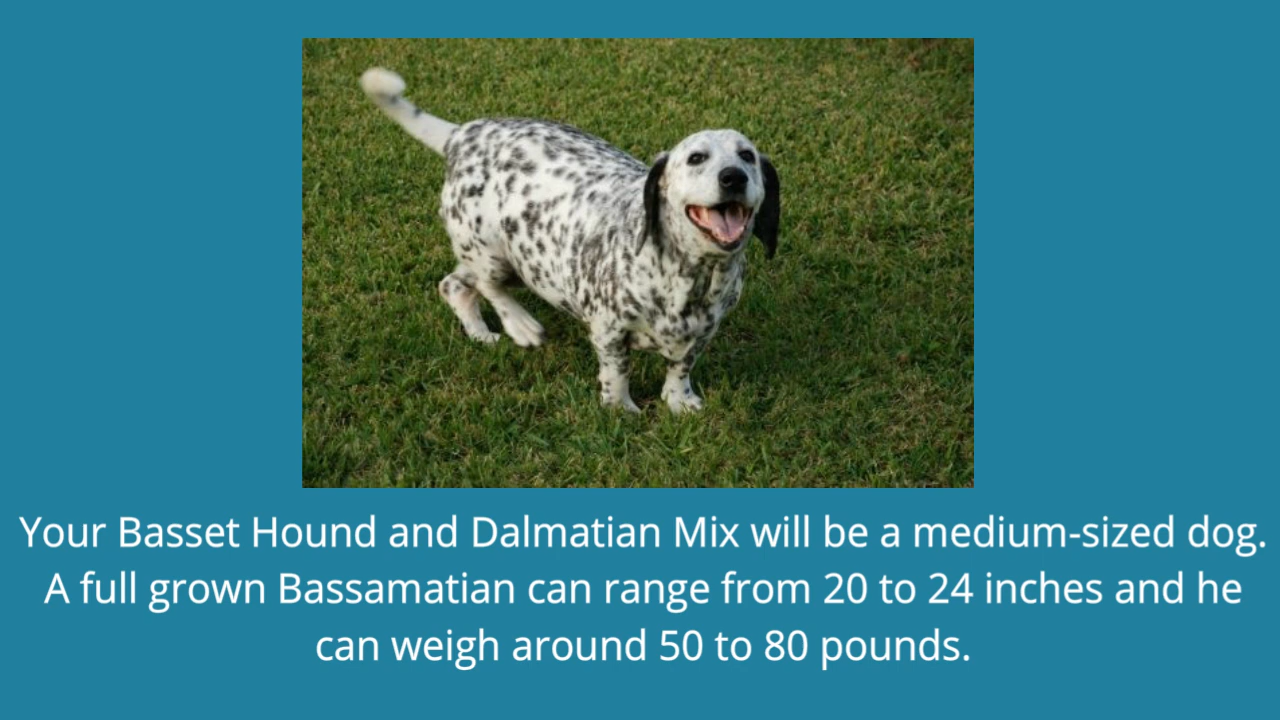 Your Basset Hound and Dalmatian Mix will be a medium-sized dog.
A full grown Bassamatian can range from 20 to 24 inches and he
can weigh around 50 to 80 pounds.